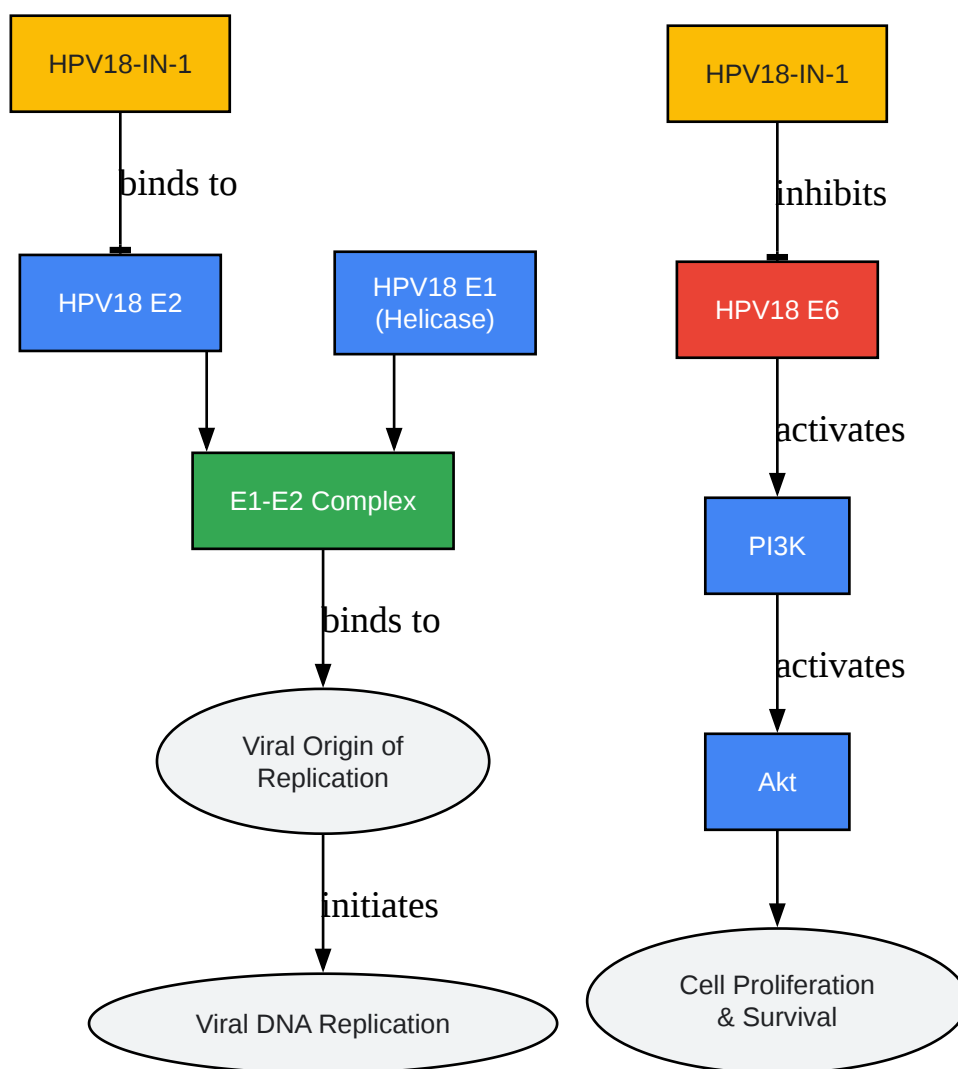 HPV18-IN-1
binds to
HPV18 E2
HPV18 E1
(Helicase)
E1-E2 Complex
binds to
Viral Origin of
Replication
initiates
Viral DNA Replication
HPV18-IN-1
inhibits
HPV18 E6
activates
PI3K
activates
Akt
Cell Proliferation
& Survival